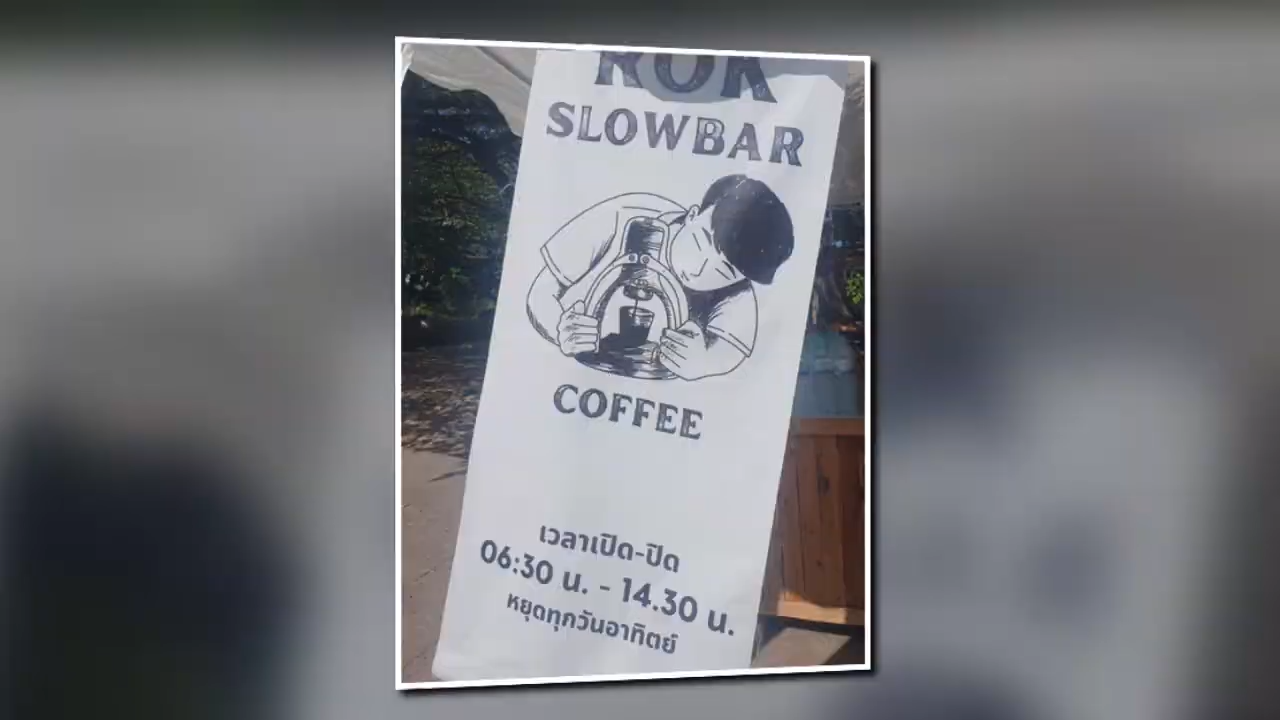 ROK
SLOWBAR
COFFEE
เวลาเปิด-ปิด
06:30 น. - 14.30 น.
หยุดทุกวันอาทิตย์